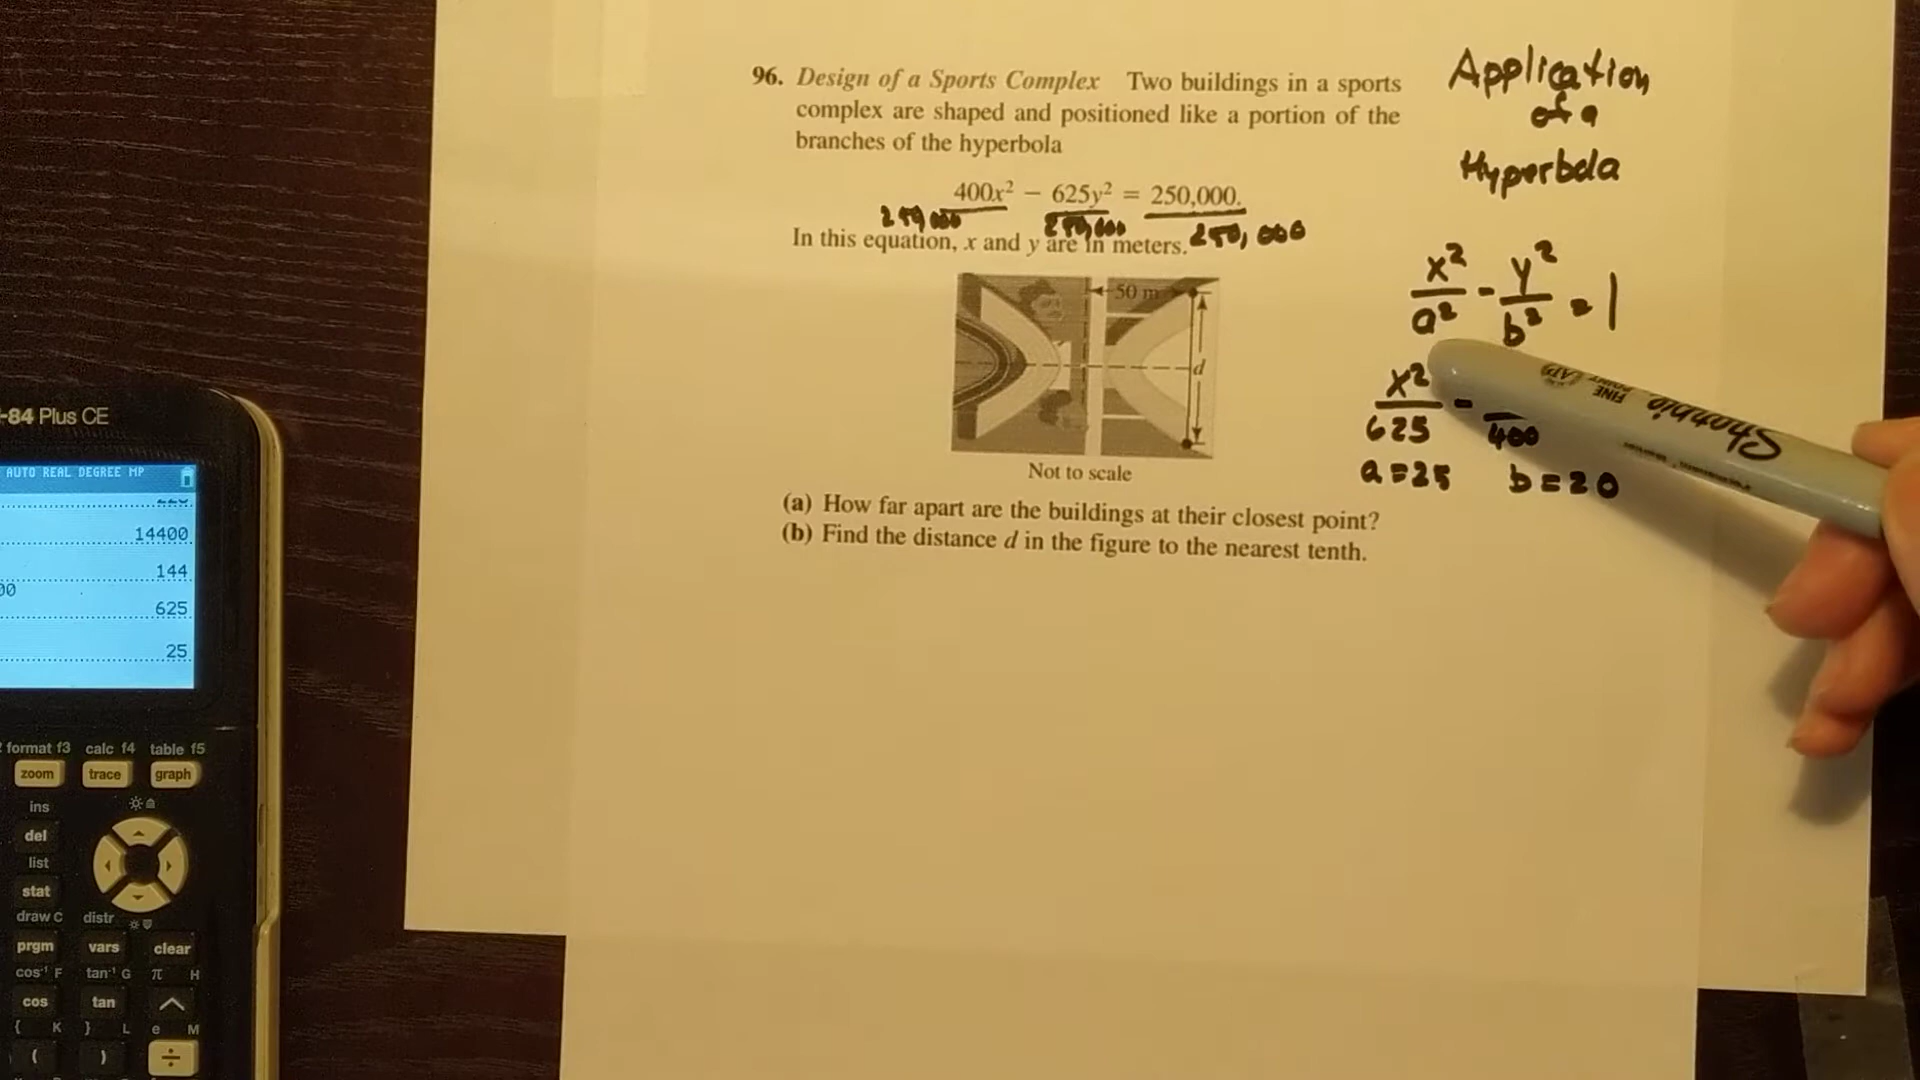 96. Design of a Sports Complex Two buildings in a sports
complex are shaped and positioned like a portion of the
branches of the hyperbola
400x² − 625y² = 250,000.
250,000 250,000 250,000
In this equation, x and y are in meters.
50 m
d
Not to scale
(a) How far apart are the buildings at their closest point?
(b) Find the distance d in the figure to the nearest tenth.
Application
of a
Hyperbola
x²/a² - y²/b² = 1
x²/625 - /400
a = 25 b = 20
Sharpie
FINE
POINT
AP
-84 Plus CE
AUTO REAL DEGREE MP
14400
144
00
625
25
format f3 calc f4 table f5
zoom trace graph
ins
del
list
stat
draw C distr
prgm vars clear
cos⁻¹ F tan⁻¹ G π H
cos tan ^
{ K } L e M
( ) ÷